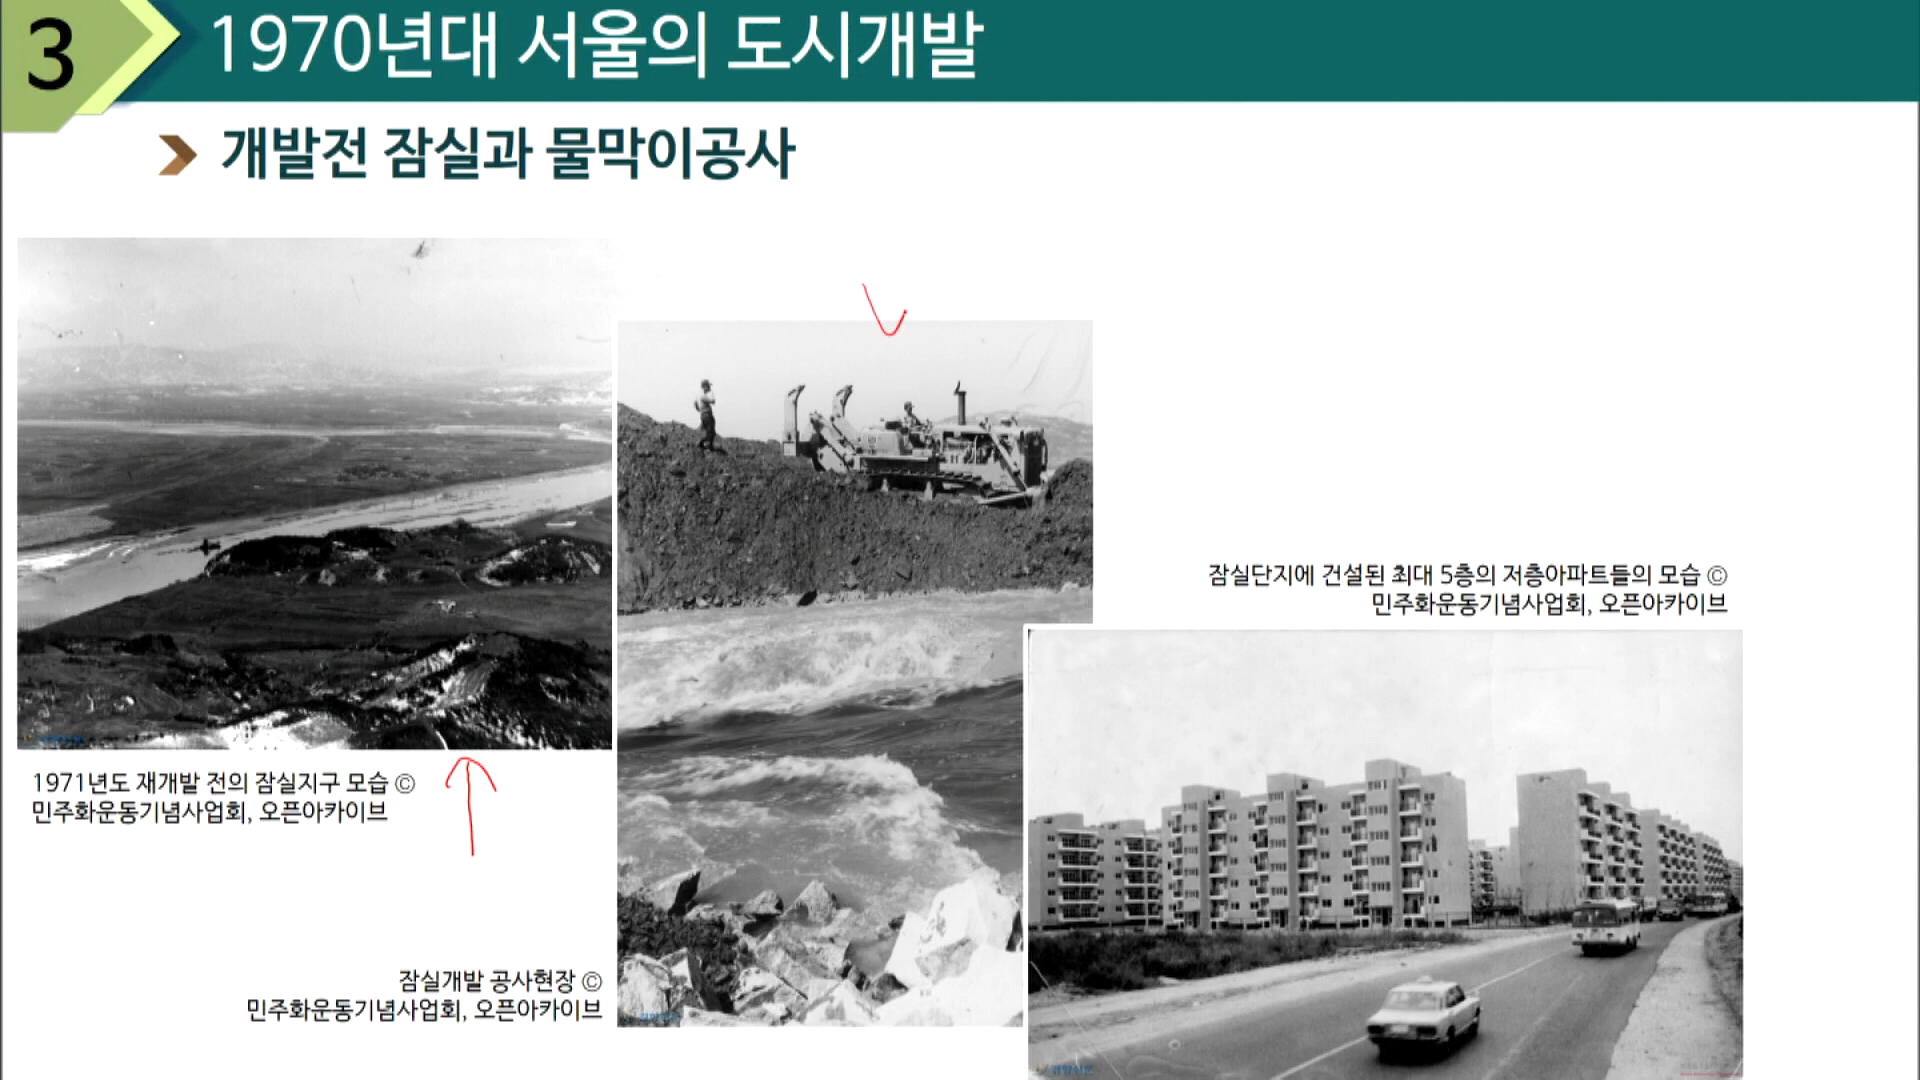 3
1970년대 서울의 도시개발
개발전 잠실과 물막이공사
잠실단지에 건설된 최대 5층의 저층아파트들의 모습 ©
민주화운동기념사업회, 오픈아카이브
1971년도 재개발 전의 잠실지구 모습 ©
민주화운동기념사업회, 오픈아카이브
잠실개발 공사현장 ©
민주화운동기념사업회, 오픈아카이브
경향신문